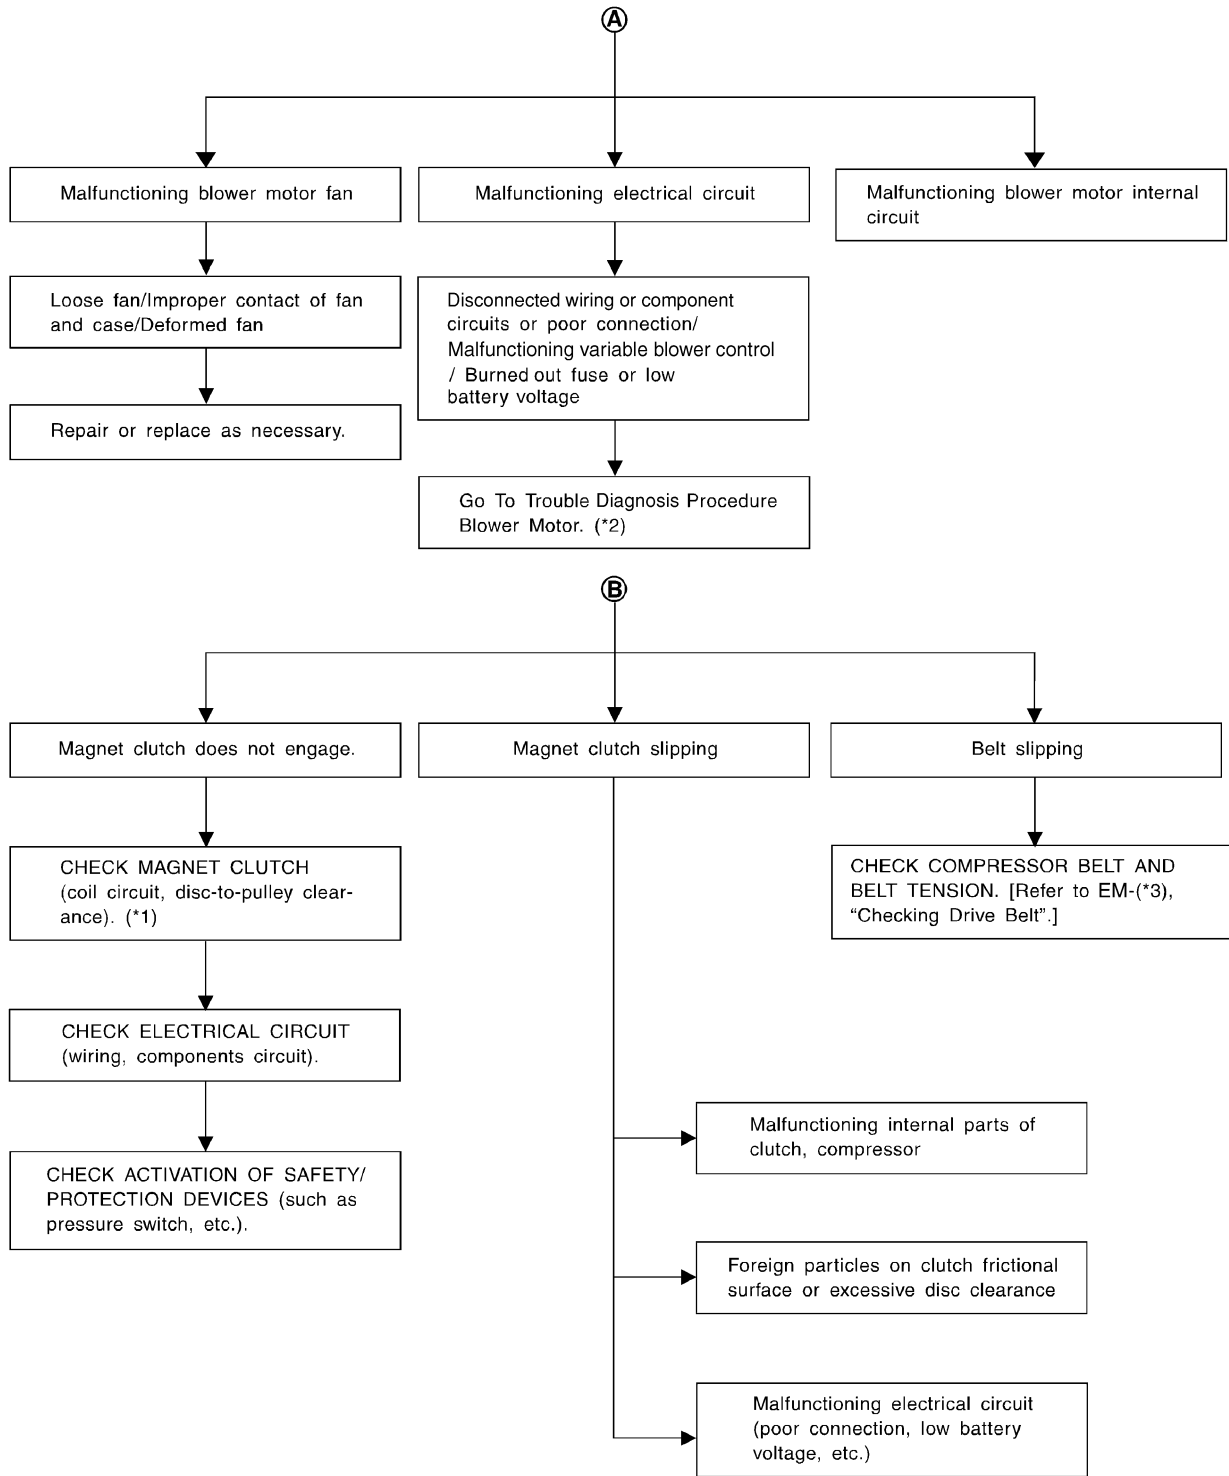 A
Malfunctioning blower motor fan
Malfunctioning electrical circuit
Malfunctioning blower motor internal
circuit
Loose fan/Improper contact of fan
and case/Deformed fan
Disconnected wiring or component
circuits or poor connection/
Malfunctioning variable blower control
/ Burned out fuse or low
battery voltage
Repair or replace as necessary.
Go To Trouble Diagnosis Procedure
Blower Motor. (*2)
B
Magnet clutch does not engage.
Magnet clutch slipping
Belt slipping
CHECK MAGNET CLUTCH
(coil circuit, disc-to-pulley clear-
ance). (*1)
CHECK COMPRESSOR BELT AND
BELT TENSION. [Refer to EM-(*3),
“Checking Drive Belt”.]
CHECK ELECTRICAL CIRCUIT
(wiring, components circuit).
CHECK ACTIVATION OF SAFETY/
PROTECTION DEVICES (such as
pressure switch, etc.).
Malfunctioning internal parts of
clutch, compressor
Foreign particles on clutch frictional
surface or excessive disc clearance
Malfunctioning electrical circuit
(poor connection, low battery
voltage, etc.)